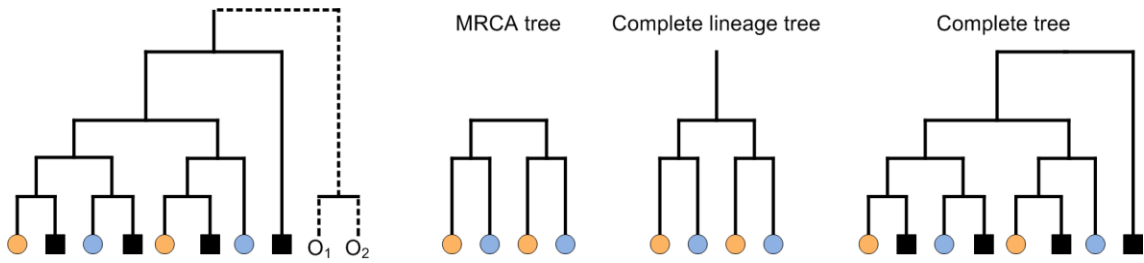 MRCA tree
Complete lineage tree
Complete tree
O₁
O₂